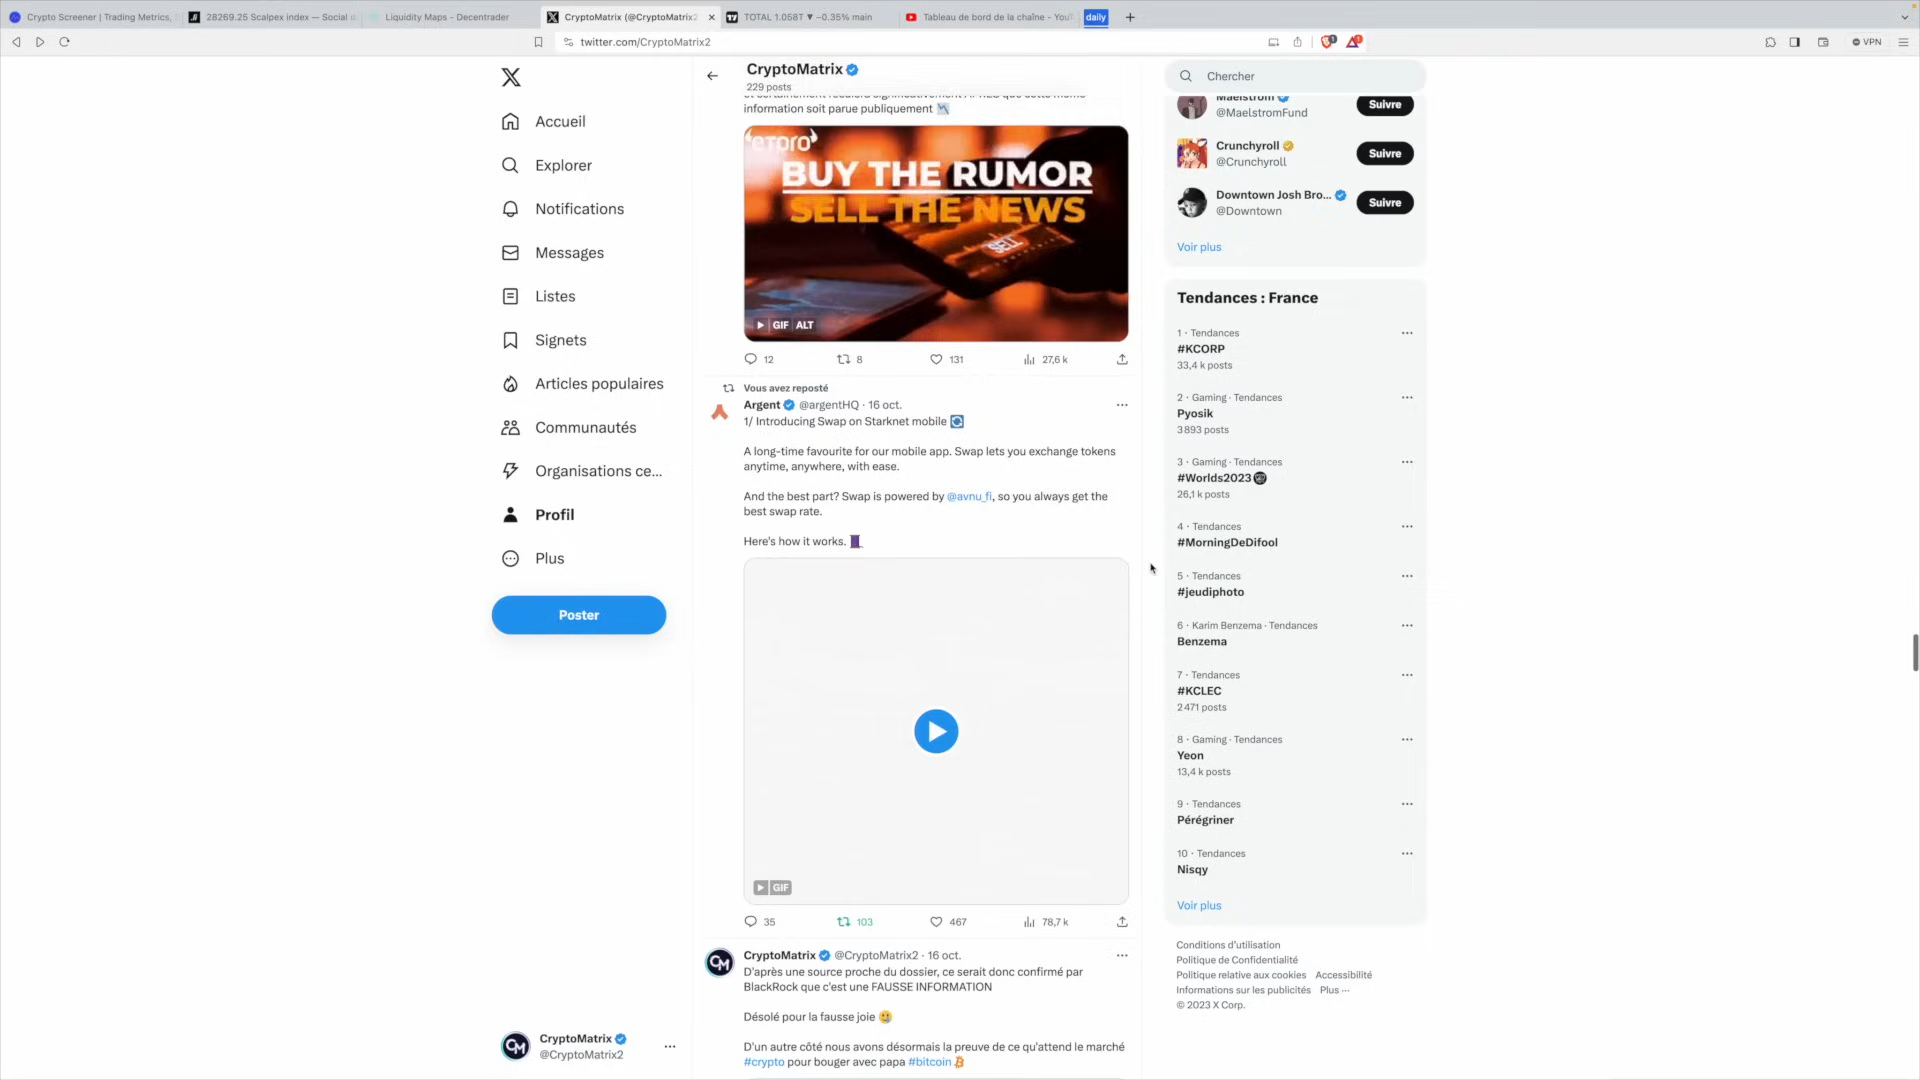 Crypto Screener | Trading Metrics,
28269.25 Scalpex index — Social
Liquidity Maps - Decentrader
CryptoMatrix (@CryptoMatrix2
TOTAL 1.058T ▼ −0.35% main
Tableau de bord de la chaîne - You
daily
twitter.com/CryptoMatrix2
VPN
Accueil
Explorer
Notifications
Messages
Listes
Signets
Articles populaires
Communautés
Organisations ce...
Profil
Plus
Poster
CryptoMatrix
@CryptoMatrix2
CryptoMatrix
229 posts
information soit parue publiquement
eTORO
BUY THE RUMOR
SELL THE NEWS
SELL
GIF ALT
12 8 131 27,6 k
Vous avez reposté
Argent @argentHQ · 16 oct.
1/ Introducing Swap on Starknet mobile
A long-time favourite for our mobile app. Swap lets you exchange tokens
anytime, anywhere, with ease.
And the best part? Swap is powered by @avnu_fi, so you always get the
best swap rate.
Here's how it works.
GIF
35 103 467 78,7 k
CryptoMatrix @CryptoMatrix2 · 16 oct.
D'après une source proche du dossier, ce serait donc confirmé par
BlackRock que c'est une FAUSSE INFORMATION
Désolé pour la fausse joie
D'un autre côté nous avons désormais la preuve de ce qu'attend le marché
#crypto pour bouger avec papa #bitcoin
Chercher
Maelstrom
@MaelstromFund
Suivre
Crunchyroll
@Crunchyroll
Suivre
Downtown Josh Bro...
@Downtown
Suivre
Voir plus
Tendances : France
1 · Tendances
#KCORP
33,4 k posts
2 · Gaming · Tendances
Pyosik
3 893 posts
3 · Gaming · Tendances
#Worlds2023
26,1 k posts
4 · Tendances
#MorningDeDifool
5 · Tendances
#jeudiphoto
6 · Karim Benzema · Tendances
Benzema
7 · Tendances
#KCLEC
2 471 posts
8 · Gaming · Tendances
Yeon
13,4 k posts
9 · Tendances
Pérégriner
10 · Tendances
Nisqy
Voir plus
Conditions d'utilisation
Politique de Confidentialité
Politique relative aux cookies Accessibilité
Informations sur les publicités Plus ···
© 2023 X Corp.